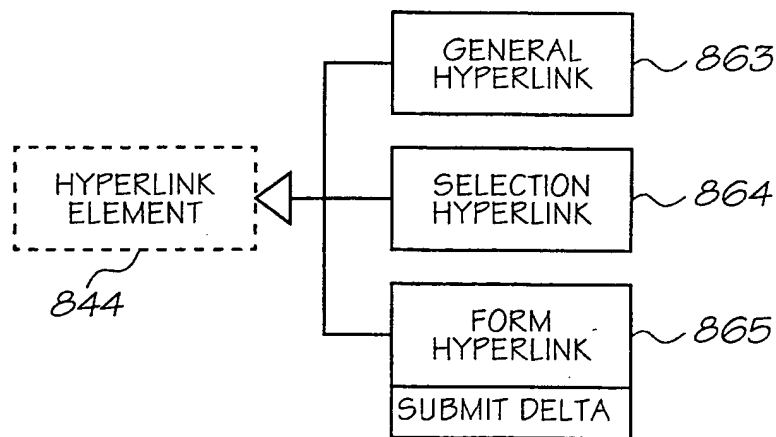 GENERAL
HYPERLINK
863
HYPERLINK
ELEMENT
844
SELECTION
HYPERLINK
864
FORM
HYPERLINK
865
SUBMIT DELTA